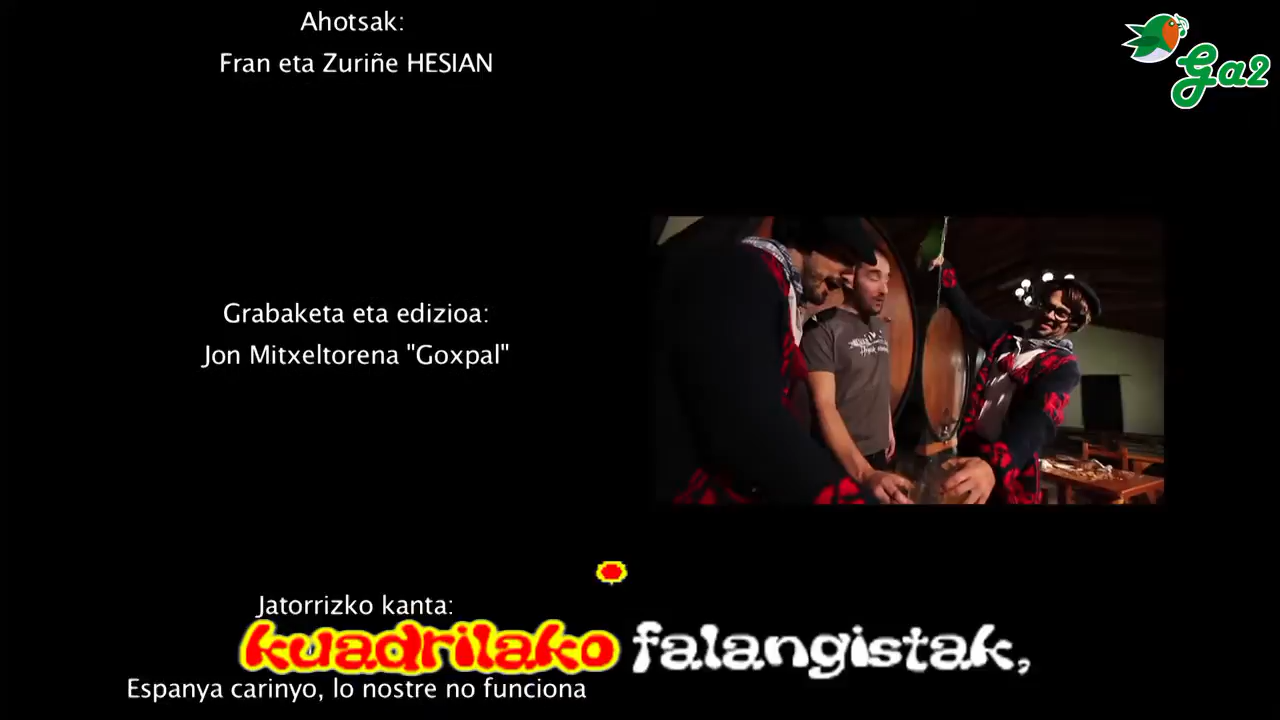 Ahotsak:
Fran eta Zuriñe HESIAN
Ga2
Grabaketa eta edizioa:
Jon Mitxeltorena "Goxpal"
Jatorrizko kanta:
kuadrilako falangistak,
Espanya carinyo, lo nostre no funciona